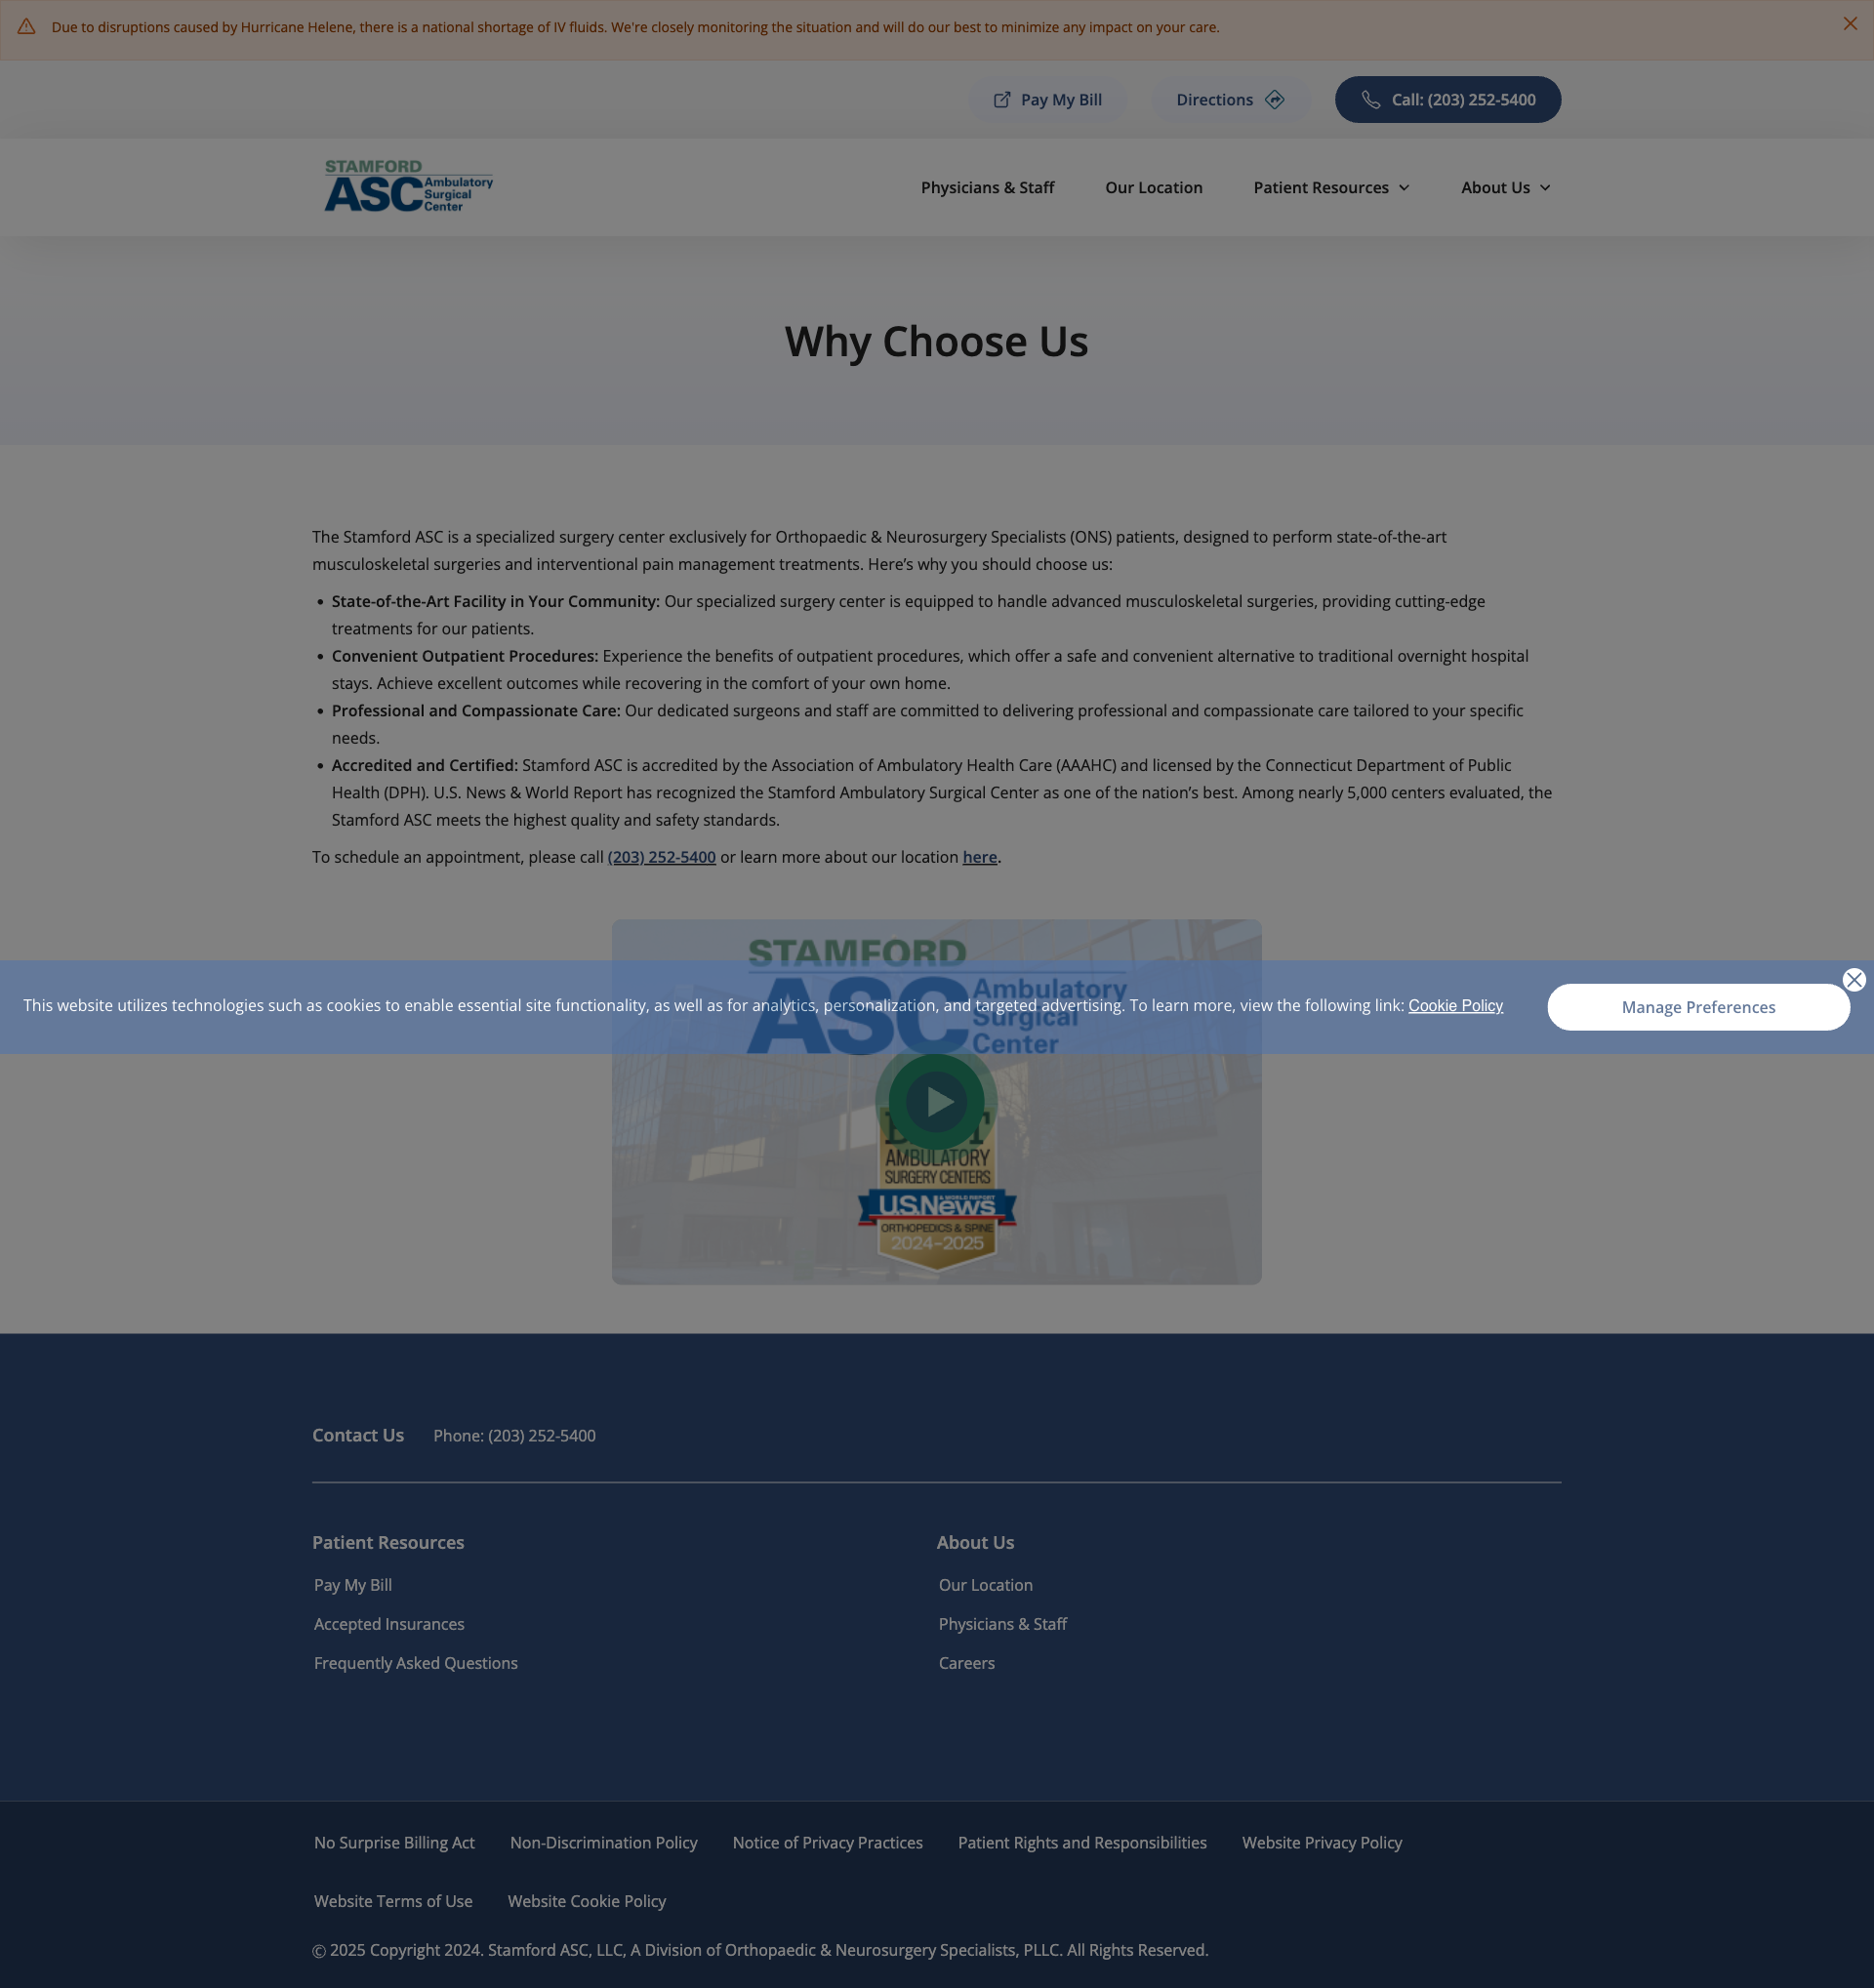 Due to disruptions caused by Hurricane Helene, there is a national shortage of IV fluids. We're closely monitoring the situation and will do our best to minimize any impact on your care.
Pay My Bill
Directions
Call: (203) 252-5400
STAMFORD
ASC Ambulatory
Surgical
Center
Physicians & Staff
Our Location
Patient Resources
About Us
Why Choose Us
The Stamford ASC is a specialized surgery center exclusively for Orthopaedic & Neurosurgery Specialists (ONS) patients, designed to perform state-of-the-art
musculoskeletal surgeries and interventional pain management treatments. Here’s why you should choose us:
• State-of-the-Art Facility in Your Community: Our specialized surgery center is equipped to handle advanced musculoskeletal surgeries, providing cutting-edge
treatments for our patients.
• Convenient Outpatient Procedures: Experience the benefits of outpatient procedures, which offer a safe and convenient alternative to traditional overnight hospital
stays. Achieve excellent outcomes while recovering in the comfort of your own home.
• Professional and Compassionate Care: Our dedicated surgeons and staff are committed to delivering professional and compassionate care tailored to your specific
needs.
• Accredited and Certified: Stamford ASC is accredited by the Association of Ambulatory Health Care (AAAHC) and licensed by the Connecticut Department of Public
Health (DPH). U.S. News & World Report has recognized the Stamford Ambulatory Surgical Center as one of the nation’s best. Among nearly 5,000 centers evaluated, the
Stamford ASC meets the highest quality and safety standards.
To schedule an appointment, please call (203) 252-5400 or learn more about our location here.
STAMFORD
ASC Ambulatory
Surgical
Center
This website utilizes technologies such as cookies to enable essential site functionality, as well as for analytics, personalization, and targeted advertising. To learn more, view the following link: Cookie Policy
Manage Preferences
AMBULATORY
SURGERY CENTERS
U.S. News & WORLD REPORT
ORTHOPEDICS & SPINE
2024-2025
Contact Us
Phone: (203) 252-5400
Patient Resources
Pay My Bill
Accepted Insurances
Frequently Asked Questions
About Us
Our Location
Physicians & Staff
Careers
No Surprise Billing Act
Non-Discrimination Policy
Notice of Privacy Practices
Patient Rights and Responsibilities
Website Privacy Policy
Website Terms of Use
Website Cookie Policy
© 2025 Copyright 2024. Stamford ASC, LLC, A Division of Orthopaedic & Neurosurgery Specialists, PLLC. All Rights Reserved.